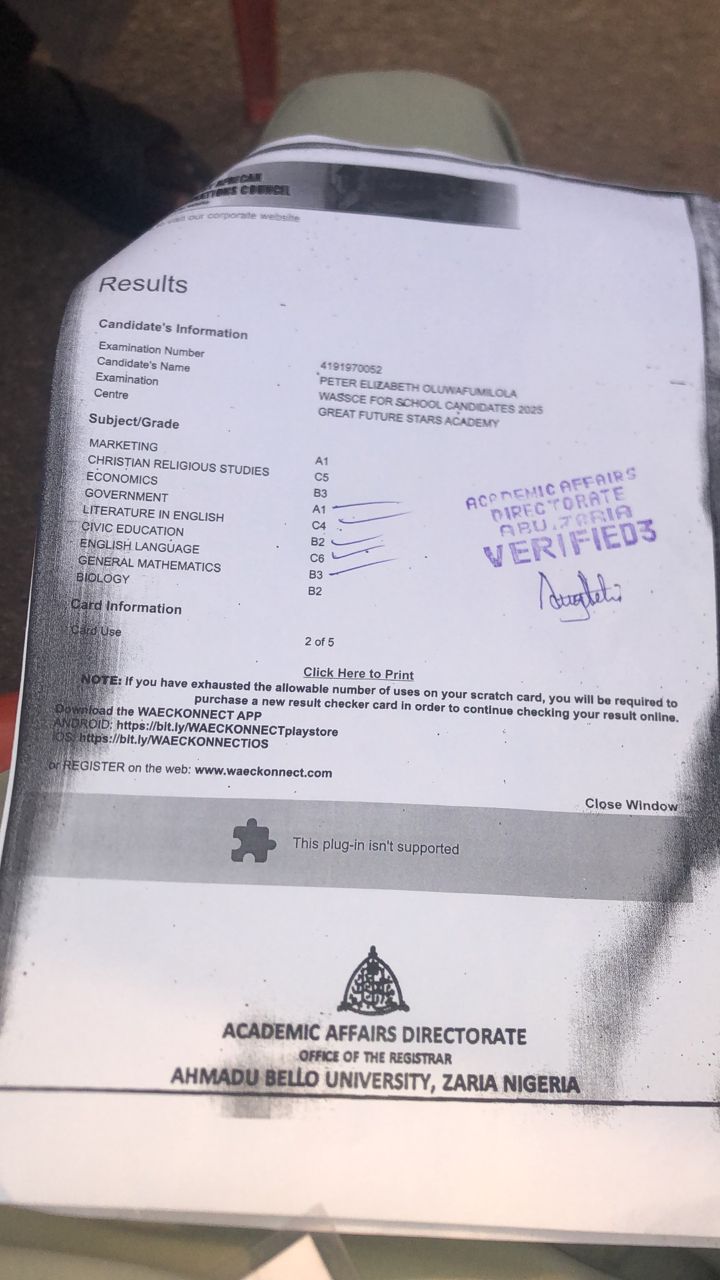 AFRICAN
EXAMINATIONS COUNCIL
visit our corporate website
Results
Candidate's Information
Examination Number 4191970052
Candidate's Name PETER ELIZABETH OLUWAFUMILOLA
Examination WASSCE FOR SCHOOL CANDIDATES 2025
Centre GREAT FUTURE STARS ACADEMY
Subject/Grade
MARKETING A1
CHRISTIAN RELIGIOUS STUDIES C5
ECONOMICS B3
GOVERNMENT A1
LITERATURE IN ENGLISH C4
CIVIC EDUCATION B2
ENGLISH LANGUAGE C6
GENERAL MATHEMATICS B3
BIOLOGY B2
ACADEMIC AFFAIRS
DIRECTORATE
ABU. ZARIA
VERIFIED3
Card Information
Card Use 2 of 5
Click Here to Print
NOTE: If you have exhausted the allowable number of uses on your scratch card, you will be required to
purchase a new result checker card in order to continue checking your result online.
Download the WAECKONNECT APP
ANDROID: https://bit.ly/WAECKONNECTplaystore
IOS: https://bit.ly/WAECKONNECTIOS
or REGISTER on the web: www.waeckonnect.com
Close Window
This plug-in isn't supported
ACADEMIC AFFAIRS DIRECTORATE
OFFICE OF THE REGISTRAR
AHMADU BELLO UNIVERSITY, ZARIA NIGERIA